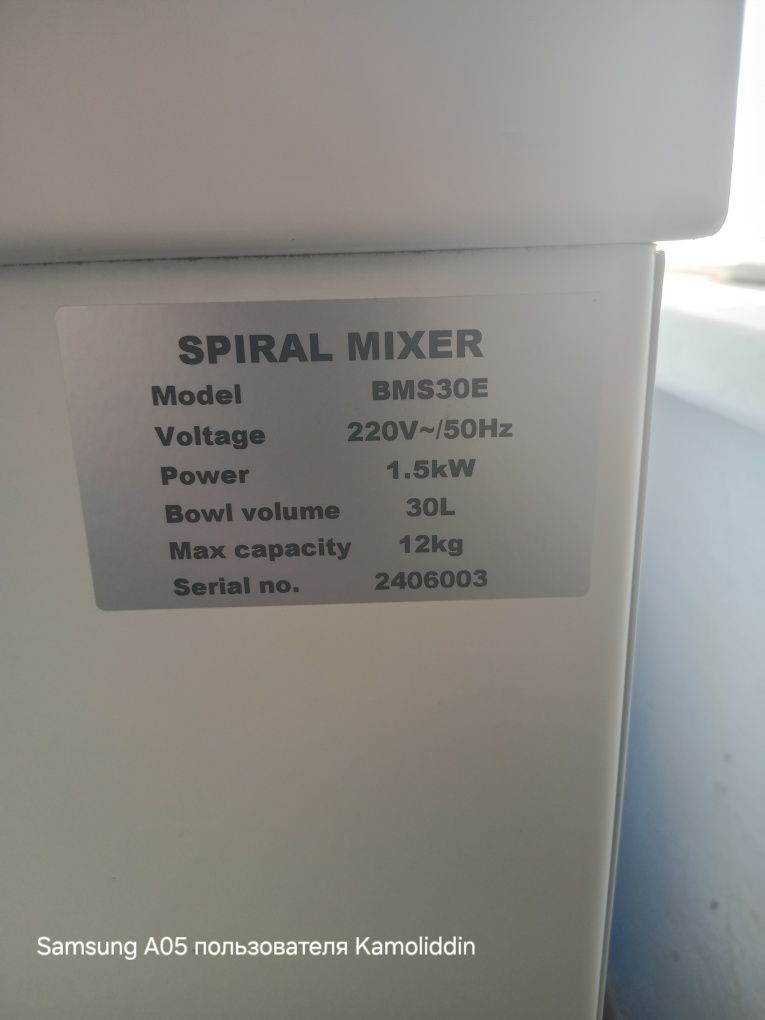 SPIRAL MIXER
Model BMS30E
Voltage 220V~/50Hz
Power 1.5kW
Bowl volume 30L
Max capacity 12kg
Serial no. 2406003
Samsung A05 пользователя Kamoliddin